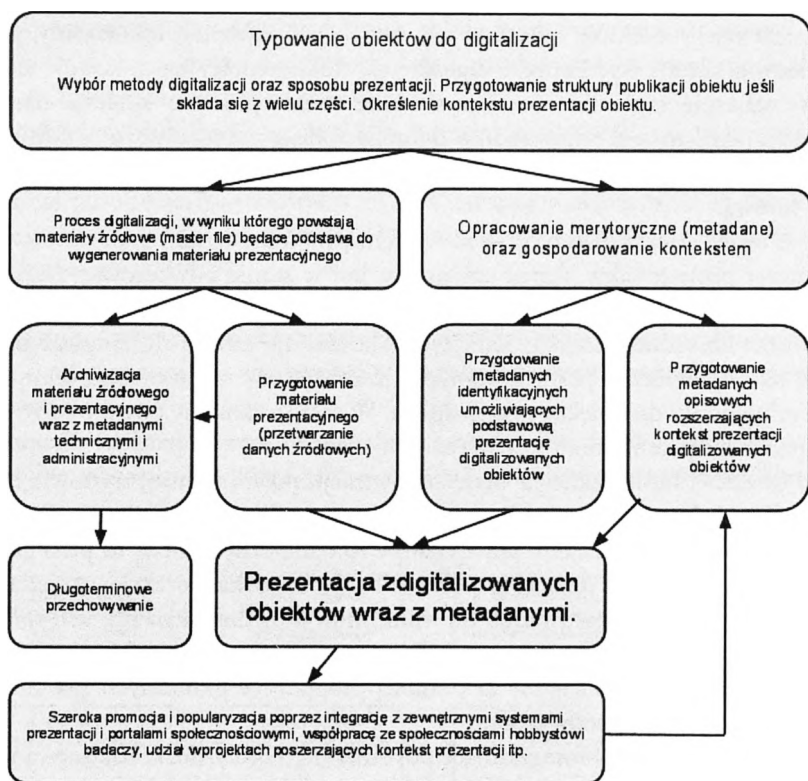 Typowanie obiektów do digitalizacji
Wybór metody digitalizacji oraz sposobu prezentacji. Przygotowanie struktury publikacji obiektu jeśli
składa się z wielu części. Określenie kontekstu prezentacji obiektu.
Proces digitalizacji, w wyniku którego powstają
materiały źródłowe (master file) będące podstawą do
wygenerowania materiału prezentacyjnego
Opracowanie merytoryczne (metadane)
oraz gospodarowanie kontekstem
Archiwizacja
materiału źródłowego
i prezentacyjnego
wraz z metadanymi
technicznymi i
administracyjnymi
Przygotowanie
materiału
prezentacyjnego
(przetwarzanie
danych źródłowych)
Przygotowanie
metadanych
identyfikacyjnych
umożliwiających
podstawową
prezentację
digitalizowanych
obiektów
Przygotowanie
metadanych
opisowych
rozszerzających
kontekst prezentacji
digitalizowanych
obiektów
Długoterminowe
przechowywanie
Prezentacja zdigitalizowanych
obiektów wraz z metadanymi.
Szeroka promocja i popularyzacja poprzez integrację z zewnętrznymi systemami
prezentacji i portalami społecznościowymi, współpracę ze społecznościami hobbystów i
badaczy, udział wprojektach poszerzających kontekst prezentacji itp.